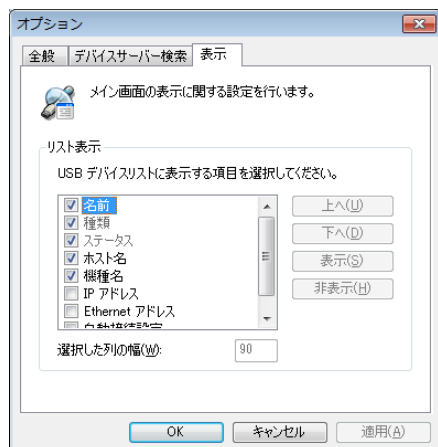 オプション
全般 デバイスサーバー検索 表示
メイン画面の表示に関する設定を行います。
リスト表示
USB デバイスリストに表示する項目を選択してください。
名前
種類
ステータス
ホスト名
機種名
IP アドレス
Ethernet アドレス
自動接続設定
上へ(U)
下へ(D)
表示(S)
非表示(H)
選択した列の幅(W): 90
OK キャンセル 適用(A)